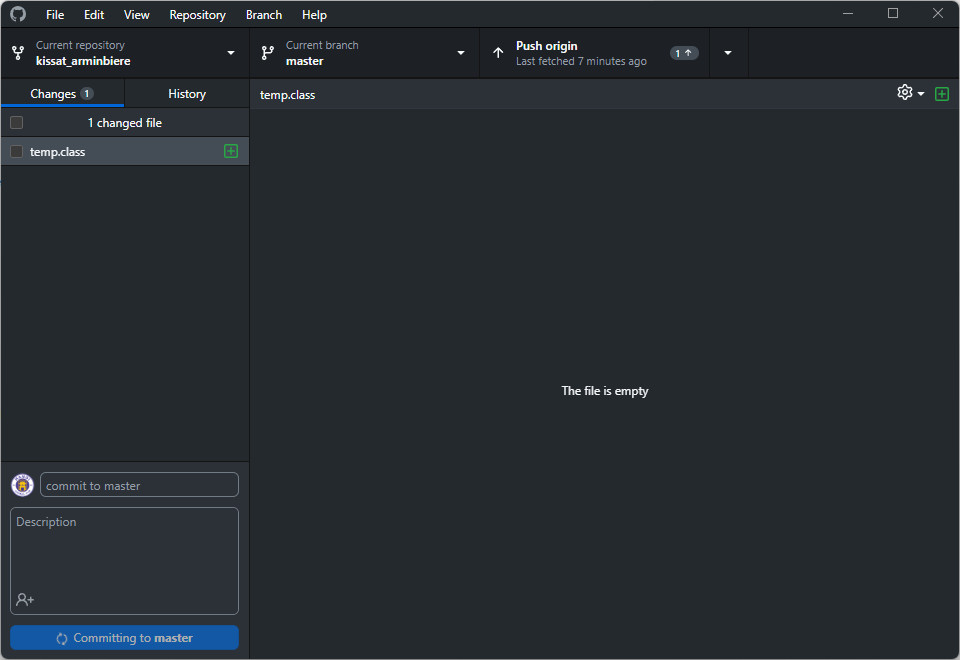 File Edit View Repository Branch Help
Current repository
kissat_arminbiere
Current branch
master
Push origin
Last fetched 7 minutes ago
1
Changes 1
History
temp.class
1 changed file
temp.class
The file is empty
commit to master
Description
Committing to master